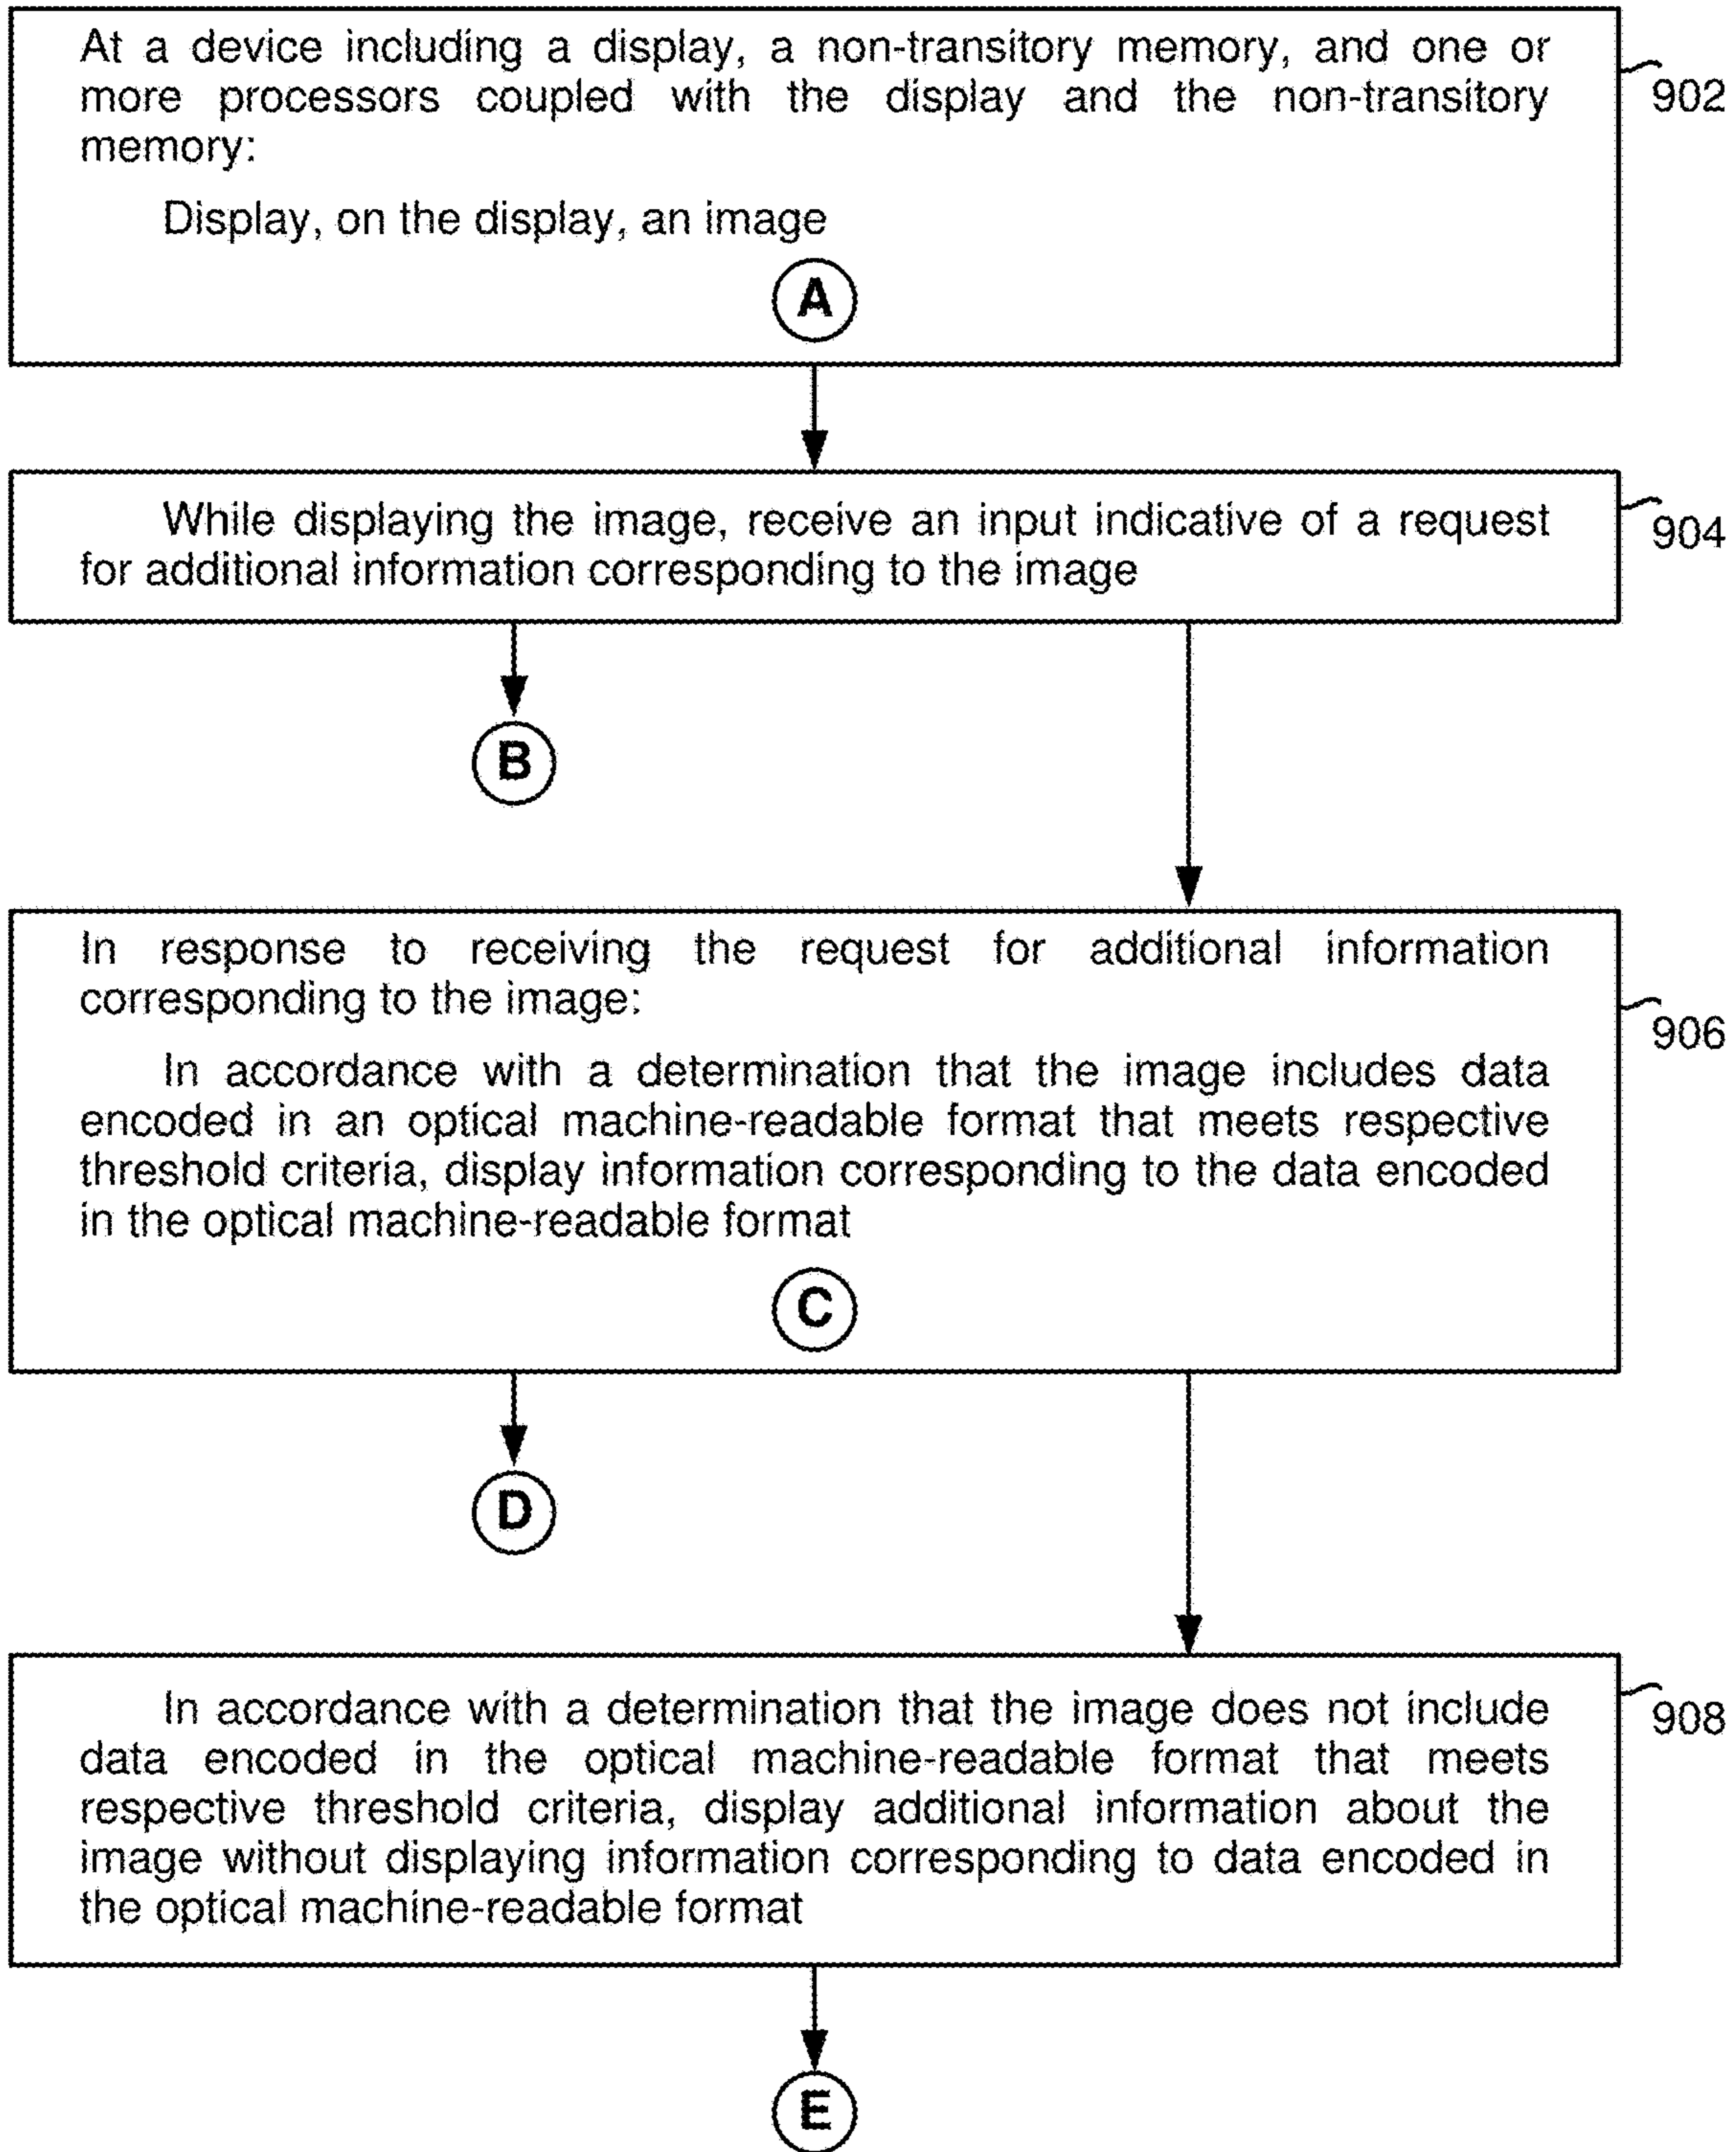 At a device including a display, a non-transitory memory, and one or
more processors coupled with the display and the non-transitory
memory:
Display, on the display, an image
A
902
While displaying the image, receive an input indicative of a request
for additional information corresponding to the image
904
B
In response to receiving the request for additional information
corresponding to the image:
In accordance with a determination that the image includes data
encoded in an optical machine-readable format that meets respective
threshold criteria, display information corresponding to the data encoded
in the optical machine-readable format
C
906
D
In accordance with a determination that the image does not include
data encoded in the optical machine-readable format that meets
respective threshold criteria, display additional information about the
image without displaying information corresponding to data encoded in
the optical machine-readable format
908
E